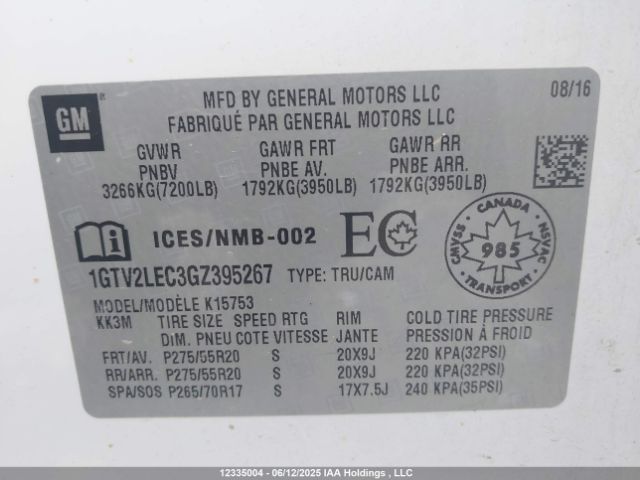 GM ®
MFD BY GENERAL MOTORS LLC
FABRIQUÉ PAR GENERAL MOTORS LLC
08/16
GVWR GAWR FRT GAWR RR
PNBV PNBE AV. PNBE ARR.
3266KG(7200LB) 1792KG(3950LB) 1792KG(3950LB)
i ICES/NMB-002 EC
CANADA
CMVSS 985 NSVAC
TRANSPORT
1GTV2LEC3GZ395267 TYPE: TRU/CAM
MODEL/MODÈLE K15753
KK3M TIRE SIZE SPEED RTG RIM COLD TIRE PRESSURE
DIM. PNEU COTE VITESSE JANTE PRESSION À FROID
FRT/AV. P275/55R20 S 20X9J 220 KPA(32PSI)
RR/ARR. P275/55R20 S 20X9J 220 KPA(32PSI)
SPA/SOS P265/70R17 S 17X7.5J 240 KPA(35PSI)
12335004 - 06/12/2025 IAA Holdings , LLC